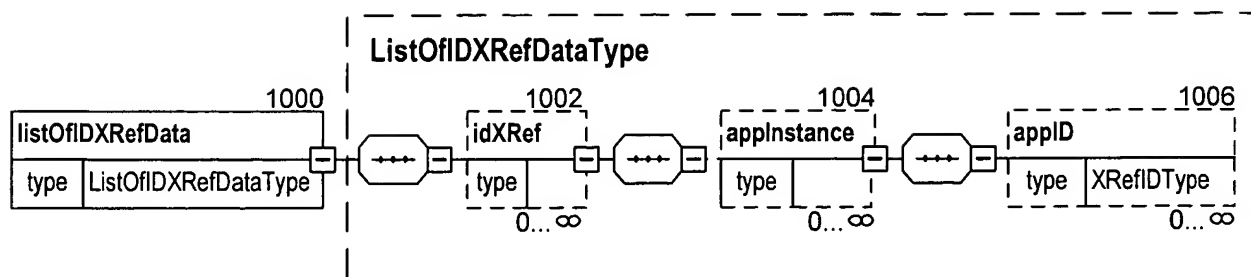 ListOfIDXRefDataType
1000
1002
1004
1006
listOfIDXRefData
idXRef
appInstance
appID
type ListOfIDXRefDataType
type
type
type XRefIDType
0...∞
0...∞
0...∞